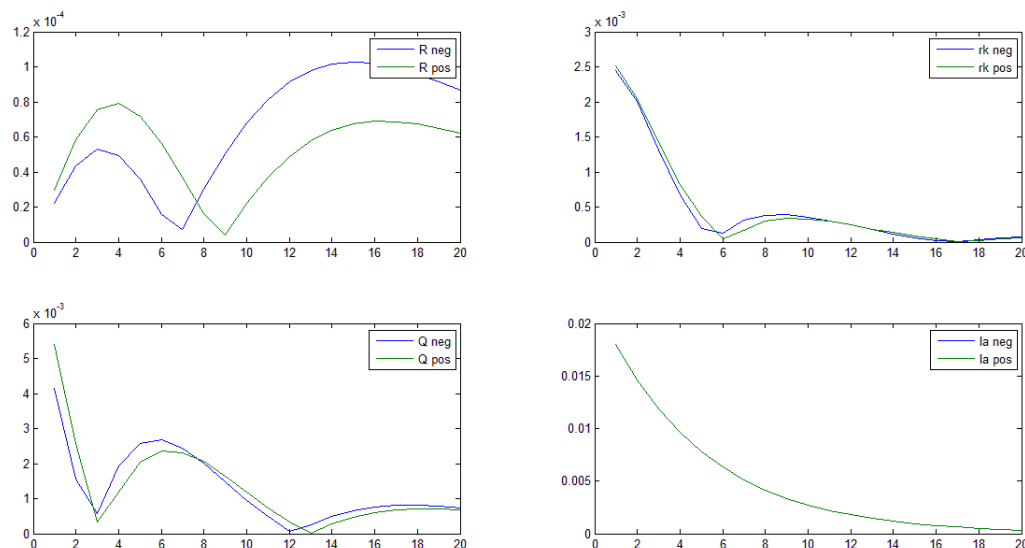 x 10⁻⁴
1.2
1
0.8
0.6
0.4
0.2
0
0 2 4 6 8 10 12 14 16 18 20
R neg
R pos
x 10⁻³
3
2.5
2
1.5
1
0.5
0
0 2 4 6 8 10 12 14 16 18 20
rk neg
rk pos
x 10⁻³
6
5
4
3
2
1
0
0 2 4 6 8 10 12 14 16 18 20
Q neg
Q pos
0.02
0.015
0.01
0.005
0
0 2 4 6 8 10 12 14 16 18 20
la neg
la pos